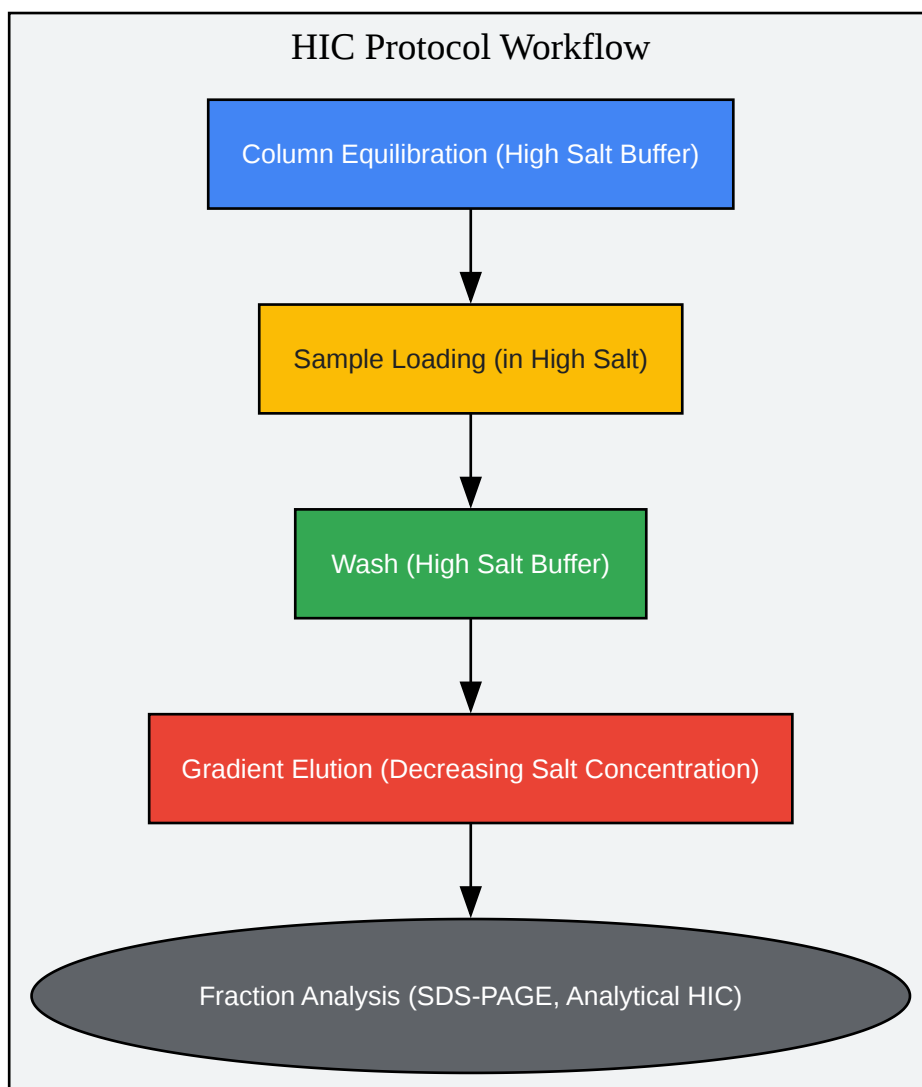 HIC Protocol Workflow
Column Equilibration (High Salt Buffer)
Sample Loading (in High Salt)
Wash (High Salt Buffer)
Gradient Elution (Decreasing Salt Concentration)
Fraction Analysis (SDS-PAGE, Analytical HIC)